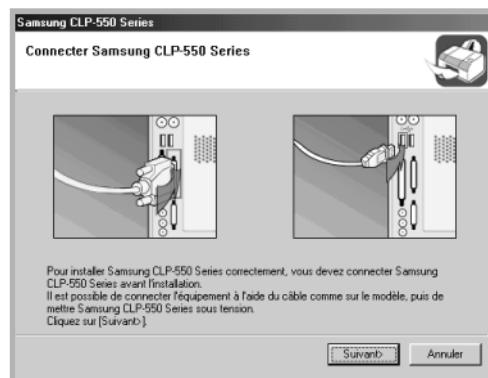 Samsung CLP-550 Series
Connecter Samsung CLP-550 Series
Pour installer Samsung CLP-550 Series correctement, vous devez connecter Samsung
CLP-550 Series avant l'installation.
Il est possible de connecter l'équipement à l'aide du câble comme sur le modèle, puis de
mettre Samsung CLP-550 Series sous tension.
Cliquez sur [Suivant>].
Suivant>
Annuler